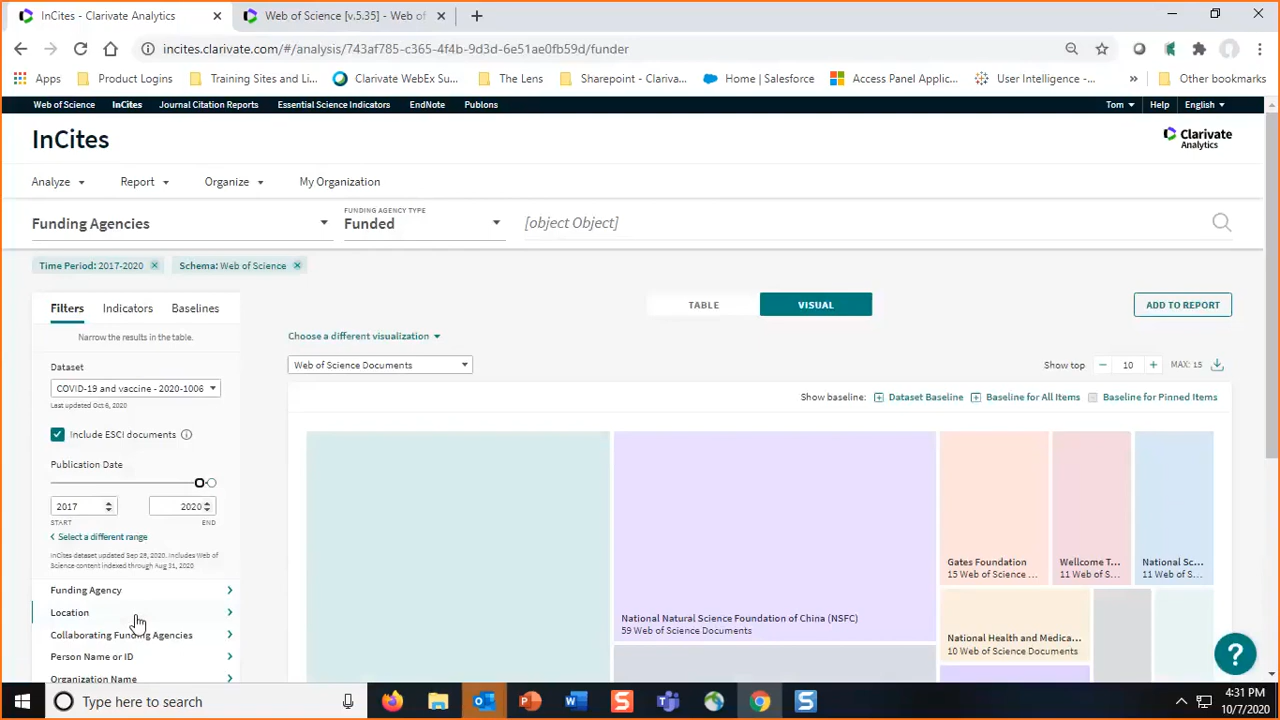 InCites - Clarivate Analytics
Web of Science [v.5.35] - Web of
incites.clarivate.com/#/analysis/743af785-c365-4f4b-9d3d-6e51ae0fb59d/funder
Apps Product Logins Training Sites and Li... Clarivate WebEx Su... The Lens Sharepoint - Clariva... Home | Salesforce Access Panel Applic... User Intelligence -... » Other bookmarks
Web of Science InCites Journal Citation Reports Essential Science Indicators EndNote Publons Tom Help English
InCites
Clarivate
Analytics
Analyze Report Organize My Organization
FUNDING AGENCY TYPE
Funding Agencies Funded [object Object]
Time Period: 2017-2020 Schema: Web of Science
Filters Indicators Baselines
TABLE VISUAL ADD TO REPORT
Narrow the results in the table.
Choose a different visualization
Dataset
Web of Science Documents
Show top 10 MAX: 15
COVID-19 and vaccine - 2020-1006
Last updated Oct 6, 2020
Show baseline: Dataset Baseline Baseline for All Items Baseline for Pinned Items
Include ESCI documents
Publication Date
2017 2020
START END
Select a different range
InCites dataset updated Sep 28, 2020. Includes Web of
Science content indexed through Aug 31, 2020
Funding Agency
Location
Collaborating Funding Agencies
Person Name or ID
Organization Name
National Natural Science Foundation of China (NSFC)
59 Web of Science Documents
Gates Foundation
15 Web of Science ...
Wellcome T...
11 Web of S...
National Sc...
11 Web of S...
National Health and Medica...
10 Web of Science Documents
?
Type here to search
4:31 PM
10/7/2020